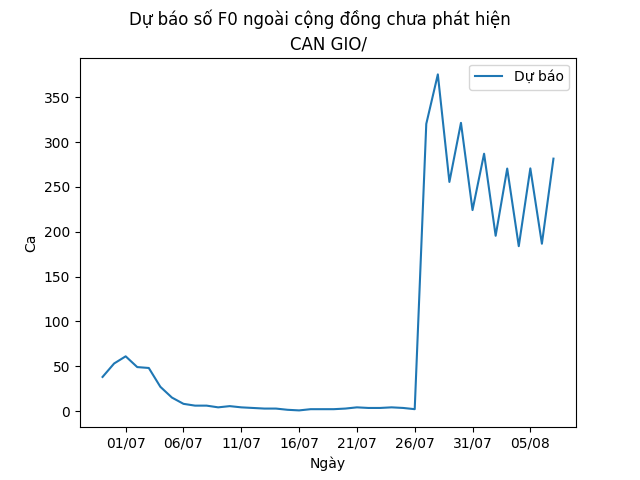 Dự báo số F0 ngoài cộng đồng chưa phát hiện
CAN GIO/
Dự báo
350
300
250
200
150
100
50
0
Ca
01/07 06/07 11/07 16/07 21/07 26/07 31/07 05/08
Ngày